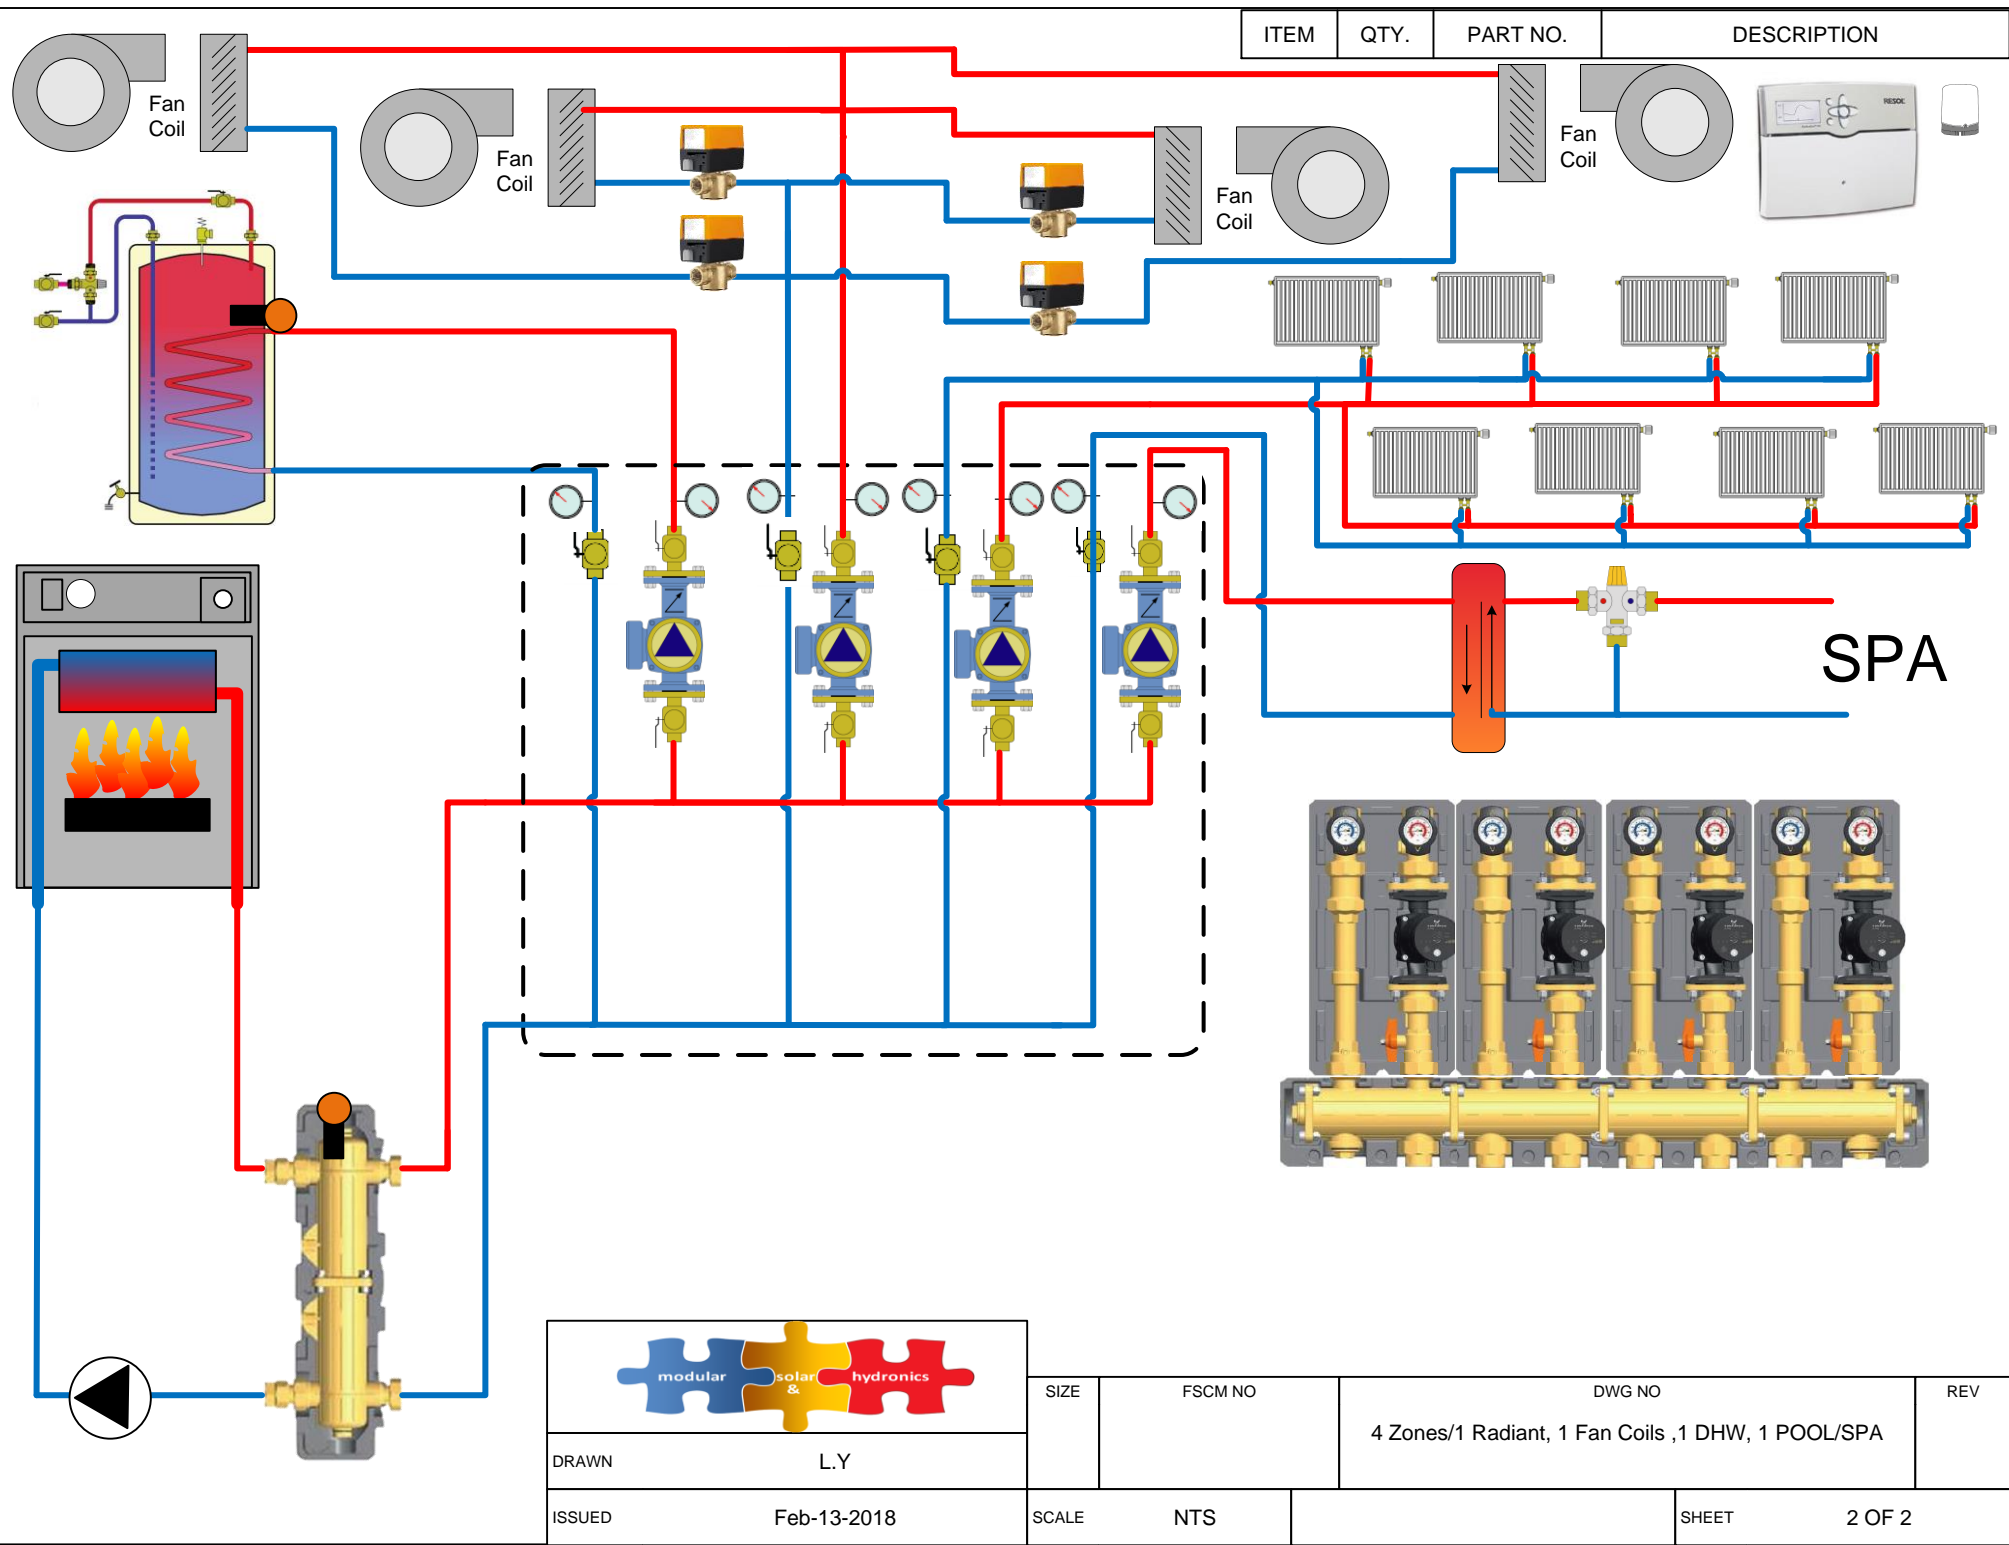 ITEM QTY. PART NO. DESCRIPTION
Fan
Coil
Fan
Coil
Fan
Coil
Fan
Coil
RESOL
SPA
modular solar & hydronics
DRAWN L.Y
ISSUED Feb-13-2018
SIZE FSCM NO DWG NO REV
4 Zones/1 Radiant, 1 Fan Coils ,1 DHW, 1 POOL/SPA
SCALE NTS SHEET 2 OF 2